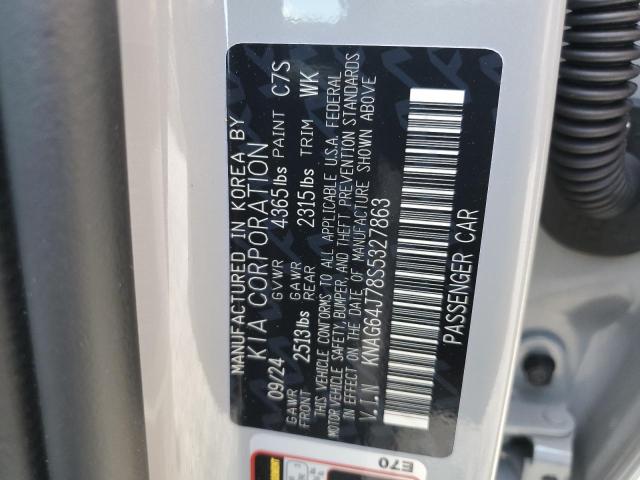 MANUFACTURED IN KOREA BY
KIA CORPORATION
09/24 GVWR 4365lbs PAINT C7S
GAWR FRONT 2513lbs GAWR REAR 2315lbs TRIM WK
THIS VEHICLE CONFORMS TO ALL APPLICABLE U.S.A. FEDERAL
MOTOR VEHICLE SAFETY, BUMPER, AND THEFT PREVENTION STANDARDS
IN EFFECT ON THE DATE OF MANUFACTURE SHOWN ABOVE
V.I.N KNAG64J78S5327863
PASSENGER CAR
E70